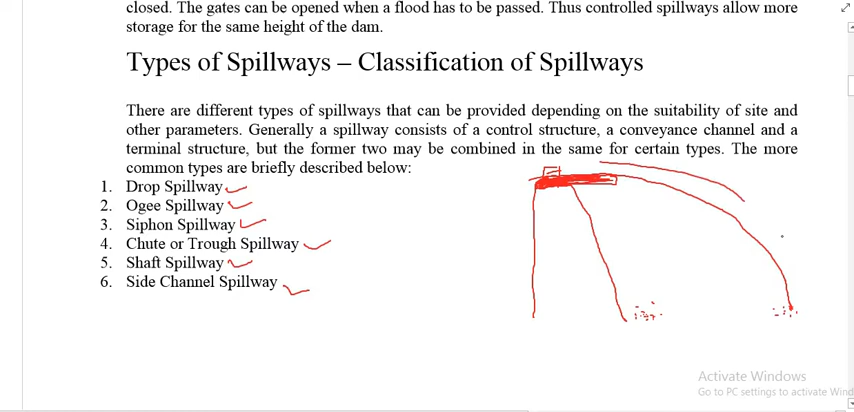 closed. The gates can be opened when a flood has to be passed. Thus controlled spillways allow more
storage for the same height of the dam.
Types of Spillways – Classification of Spillways
There are different types of spillways that can be provided depending on the suitability of site and
other parameters. Generally a spillway consists of a control structure, a conveyance channel and a
terminal structure, but the former two may be combined in the same for certain types. The more
common types are briefly described below:
1. Drop Spillway
2. Ogee Spillway
3. Siphon Spillway
4. Chute or Trough Spillway
5. Shaft Spillway
6. Side Channel Spillway
Activate Windows
Go to PC settings to activate Wind